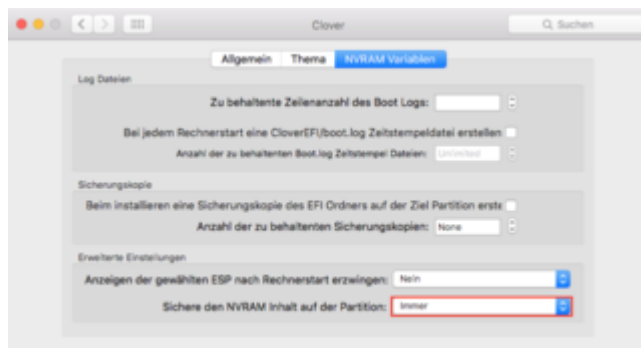 Clover
Suchen
Allgemein Thema NVRAM Variablen
Log Dateien
Zu behaltente Zeilenanzahl des Boot Logs:
Bei jedem Rechnerstart eine CloverEFI/boot.log Zeitstempeldatei erstellen
Anzahl der zu behaltenten Boot.log Zeitstempel Dateien: Unlimited
Sicherungskopie
Beim installieren eine Sicherungskopie des EFI Ordners auf der Ziel Partition erste
Anzahl der zu behaltenten Sicherungskopien: None
Erweiterte Einstellungen
Anzeigen der gewählten ESP nach Rechnerstart erzwingen: Nein
Sichere den NVRAM Inhalt auf der Partition: Immer